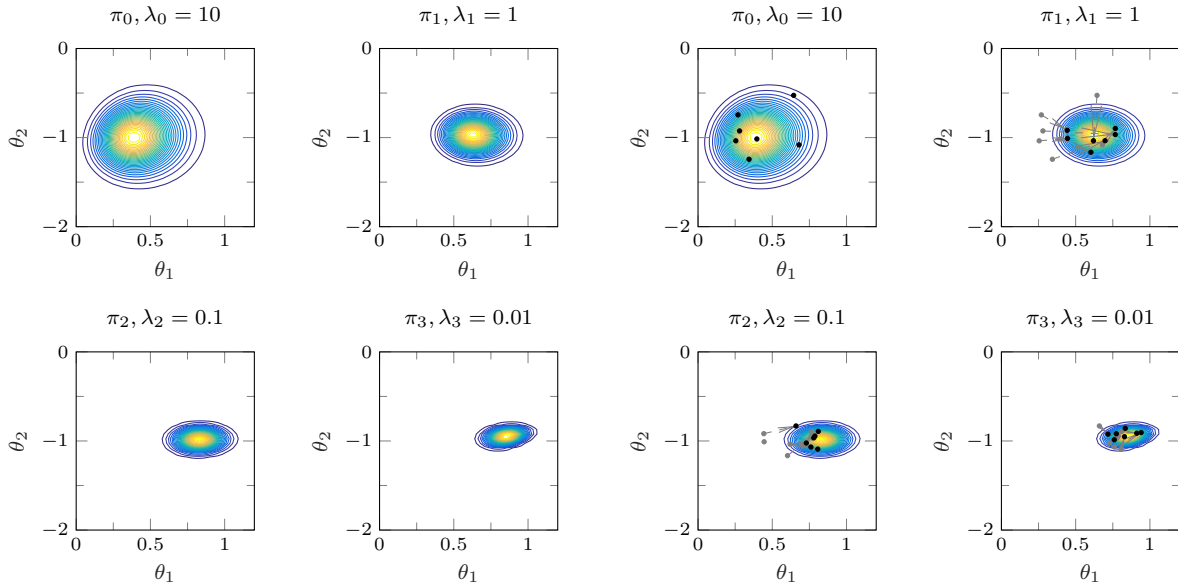 π₀, λ₀ = 10
0
−1
−2
θ₂
0
0.5
1
θ₁
π₁, λ₁ = 1
0
−1
−2
θ₂
0
0.5
1
θ₁
π₀, λ₀ = 10
0
−1
−2
θ₂
0
0.5
1
θ₁
π₁, λ₁ = 1
0
−1
−2
θ₂
0
0.5
1
θ₁
π₂, λ₂ = 0.1
0
−1
−2
θ₂
0
0.5
1
θ₁
π₃, λ₃ = 0.01
0
−1
−2
θ₂
0
0.5
1
θ₁
π₂, λ₂ = 0.1
0
−1
−2
θ₂
0
0.5
1
θ₁
π₃, λ₃ = 0.01
0
−1
−2
θ₂
0
0.5
1
θ₁